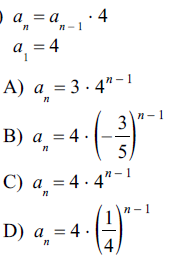 ) aₙ = aₙ₋₁ · 4
a₁ = 4
A) aₙ = 3 · 4ⁿ⁻¹
B) aₙ = 4 · (−3/5)ⁿ⁻¹
C) aₙ = 4 · 4ⁿ⁻¹
D) aₙ = 4 · (1/4)ⁿ⁻¹